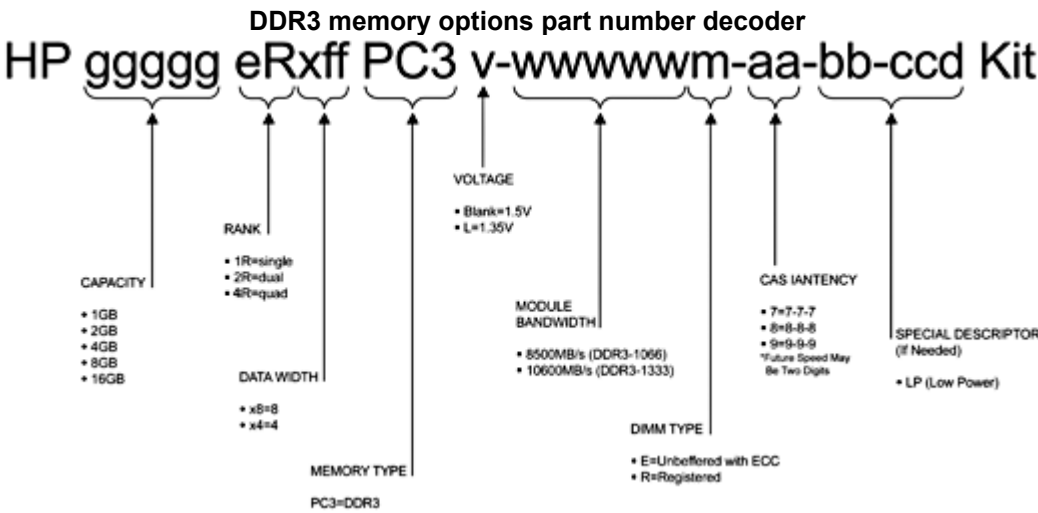 DDR3 memory options part number decoder
HP ggggg eRxff PC3 v-wwwwwm-aa-bb-ccd Kit
VOLTAGE
▪ Blank=1.5V
▪ L=1.35V
RANK
• 1R=single
• 2R=dual
• 4R=quad
CAPACITY
+ 1GB
+ 2GB
+ 4GB
+ 8GB
+ 16GB
CAS IANTENCY
• 7=7-7-7
• 8=8-8-8
• 9=9-9-9
*Future Speed May
Be Two Digits
MODULE
BANDWIDTH
• 8500MB/s (DDR3-1066)
• 10600MB/s (DDR3-1333)
SPECIAL DESCRIPTOR
(If Needed)
• LP (Low Power)
DATA WIDTH
+ x8=8
+ x4=4
DIMM TYPE
• E=Unbeffered with ECC
• R=Registered
MEMORY TYPE
PC3=DDR3